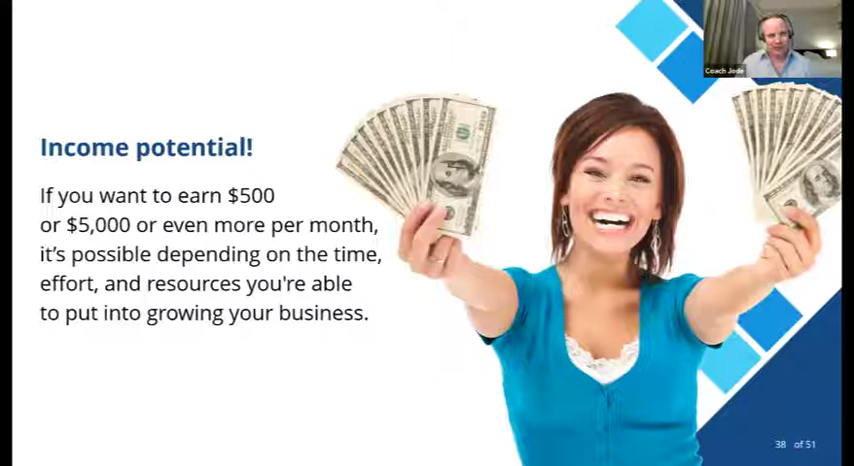 Coach Jode
Income potential!
If you want to earn $500
or $5,000 or even more per month,
it's possible depending on the time,
effort, and resources you're able
to put into growing your business.
38 of 51